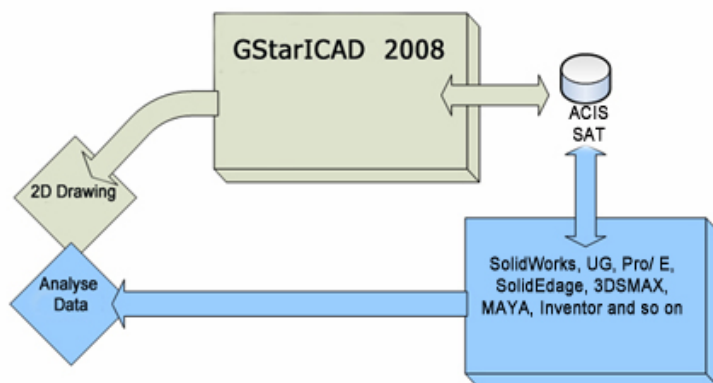 GStarICAD 2008
ACIS
SAT
2D Drawing
Analyse
Data
SolidWorks, UG, Pro/ E,
SolidEdage, 3DSMAX,
MAYA, Inventor and so on